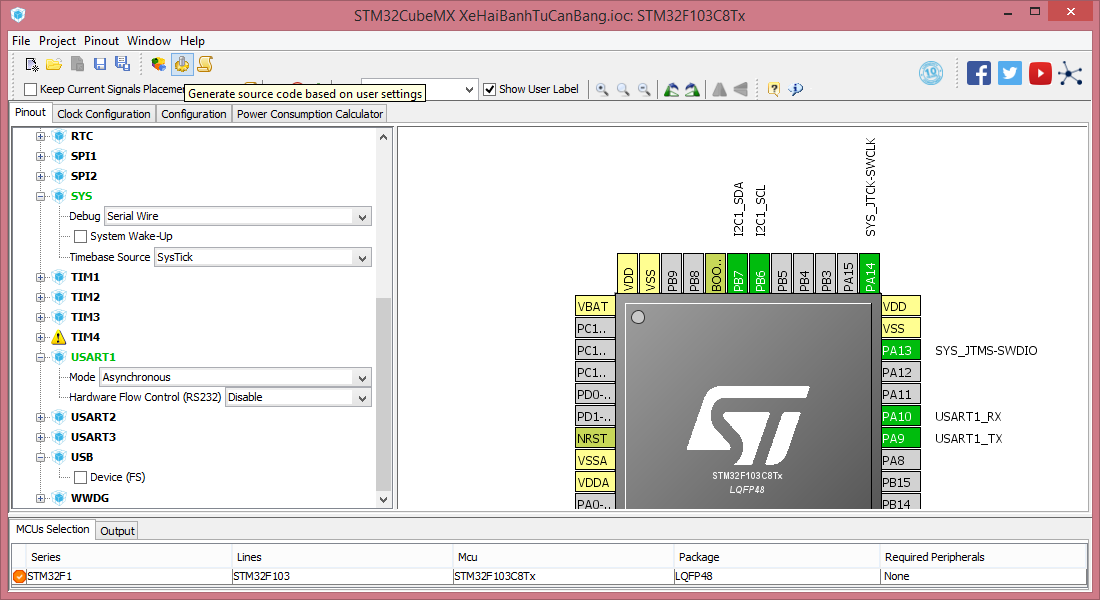 STM32CubeMX XeHaiBanhTuCanBang.ioc: STM32F103C8Tx
File Project Pinout Window Help
Keep Current Signals Placemen
Generate source code based on user settings
Show User Label
Pinout Clock Configuration Configuration Power Consumption Calculator
RTC
SPI1
SPI2
SYS
Debug Serial Wire
System Wake-Up
Timebase Source SysTick
TIM1
TIM2
TIM3
TIM4
USART1
Mode Asynchronous
Hardware Flow Control (RS232) Disable
USART2
USART3
USB
Device (FS)
WWDG
I2C1_SDA
I2C1_SCL
SYS_JTCK-SWCLK
VDD VSS PB9 PB8 BOO.. PB7 PB6 PB5 PB4 PB3 PA15 PA14
VBAT
PC1..
PC1..
PC1..
PD0-..
PD1-..
NRST
VSSA
VDDA
PA0-..
STM32F103C8Tx
LQFP48
VDD
VSS
PA13 SYS_JTMS-SWDIO
PA12
PA11
PA10 USART1_RX
PA9 USART1_TX
PA8
PB15
PB14
MCUs Selection Output
Series Lines Mcu Package Required Peripherals
STM32F1 STM32F103 STM32F103C8Tx LQFP48 None